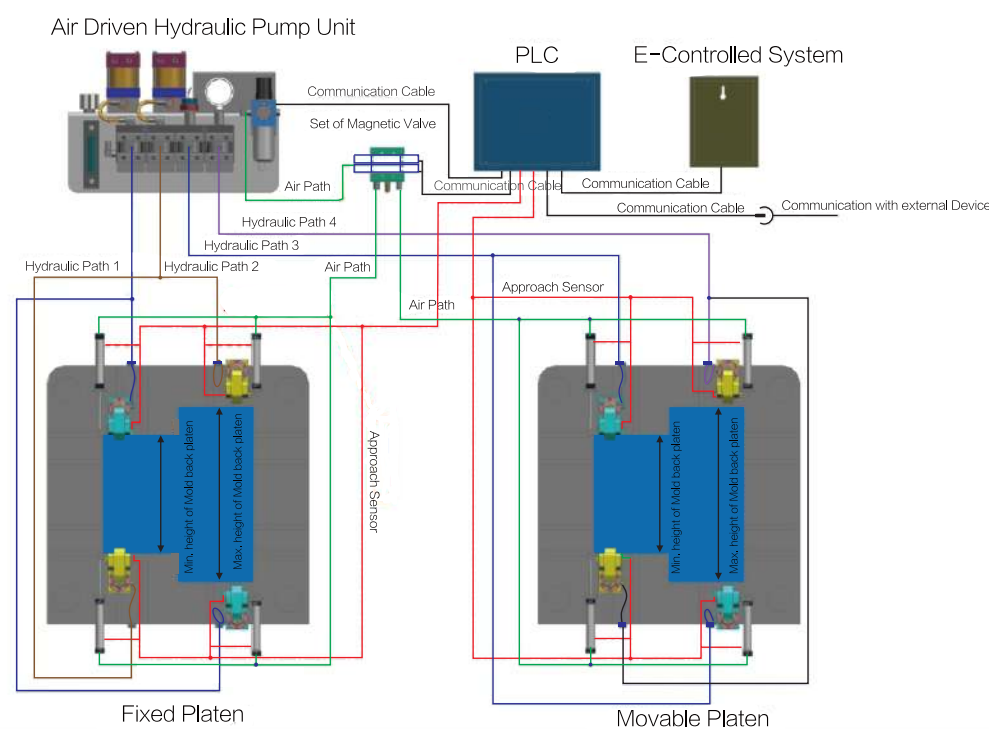 Air Driven Hydraulic Pump Unit
PLC
E-Controlled System
Communication Cable
Set of Magnetic Valve
Air Path
Communication Cable
Communication Cable
Communication Cable
Communication with external Device
Hydraulic Path 4
Hydraulic Path 3
Hydraulic Path 1
Hydraulic Path 2
Air Path
Approach Sensor
Air Path
Approach Sensor
Min. height of Mold back platen
Max. height of Mold back platen
Min. height of Mold back platen
Max. height of Mold back platen
Fixed Platen
Movable Platen